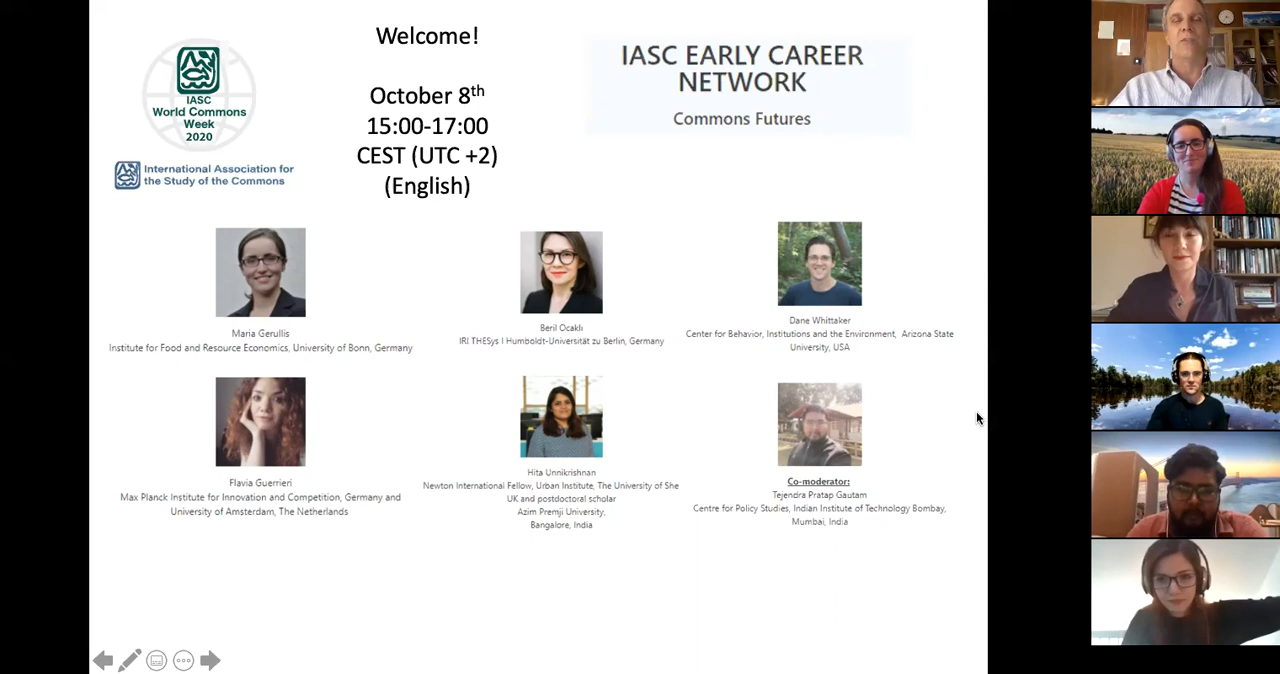 IASC
World Commons
Week
2020
International Association for
the Study of the Commons
Welcome!
October 8th
15:00-17:00
CEST (UTC +2)
(English)
IASC EARLY CAREER
NETWORK
Commons Futures
Maria Gerullis
Institute for Food and Resource Economics, University of Bonn, Germany
Beril Ocaklı
IRI THESys I Humboldt-Universität zu Berlin, Germany
Dane Whittaker
Center for Behavior, Institutions and the Environment, Arizona State
University, USA
Flavia Guerrieri
Max Planck Institute for Innovation and Competition, Germany and
University of Amsterdam, The Netherlands
Hita Unnikrishnan
Newton International Fellow, Urban Institute, The University of She
UK and postdoctoral scholar
Azim Premji University,
Bangalore, India
Co-moderator:
Tejendra Pratap Gautam
Centre for Policy Studies, Indian Institute of Technology Bombay,
Mumbai, India